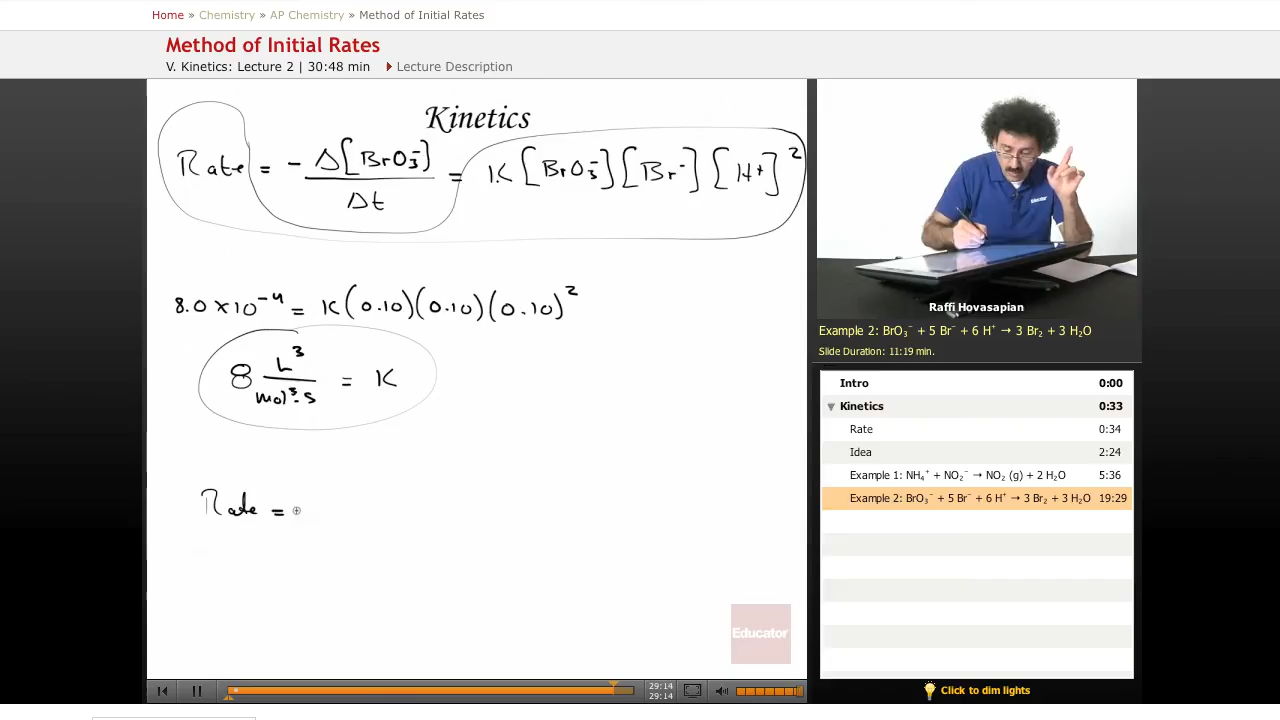 Home » Chemistry » AP Chemistry » Method of Initial Rates
Method of Initial Rates
V. Kinetics: Lecture 2 | 30:48 min
Lecture Description
Kinetics
Rate = - Δ[BrO₃⁻] / Δt = K [BrO₃⁻] [Br⁻] [H⁺]²
8.0 × 10⁻⁴ = K (0.10) (0.10) (0.10)²
8 L³ / mol³·s = K
Rate =
Educator
Raffi Hovasapian
Example 2: BrO₃⁻ + 5 Br⁻ + 6 H⁺ → 3 Br₂ + 3 H₂O
Slide Duration: 11:19 min.
Intro 0:00
▼ Kinetics 0:33
Rate 0:34
Idea 2:24
Example 1: NH₄⁺ + NO₂⁻ → NO₂ (g) + 2 H₂O 5:36
Example 2: BrO₃⁻ + 5 Br⁻ + 6 H⁺ → 3 Br₂ + 3 H₂O 19:29
29:14
29:14
Click to dim lights